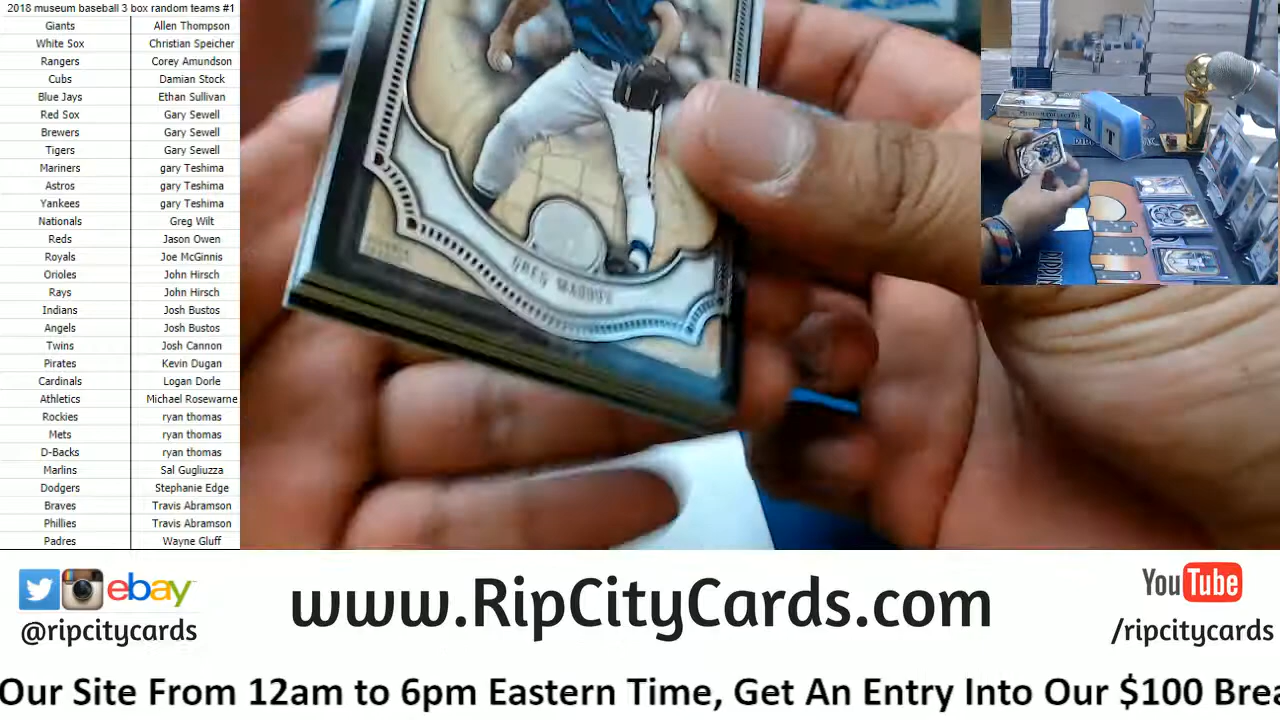 2018 museum baseball 3 box random teams #1
Giants Allen Thompson
White Sox Christian Speicher
Rangers Corey Amundson
Cubs Damian Stock
Blue Jays Ethan Sullivan
Red Sox Gary Sewell
Brewers Gary Sewell
Tigers Gary Sewell
Mariners gary Teshima
Astros gary Teshima
Yankees gary Teshima
Nationals Greg Wilt
Reds Jason Owen
Royals Joe McGinnis
Orioles John Hirsch
Rays John Hirsch
Indians Josh Bustos
Angels Josh Bustos
Twins Josh Cannon
Pirates Kevin Dugan
Cardinals Logan Dorle
Athletics Michael Rosewarne
Rockies ryan thomas
Mets ryan thomas
D-Backs ryan thomas
Marlins Sal Gugliuzza
Dodgers Stephanie Edge
Braves Travis Abramson
Phillies Travis Abramson
Padres Wayne Gluff
GREG MADDUX
ebay
@ripcitycards
www.RipCityCards.com
YouTube
/ripcitycards
Our Site From 12am to 6pm Eastern Time, Get An Entry Into Our $100 Brea